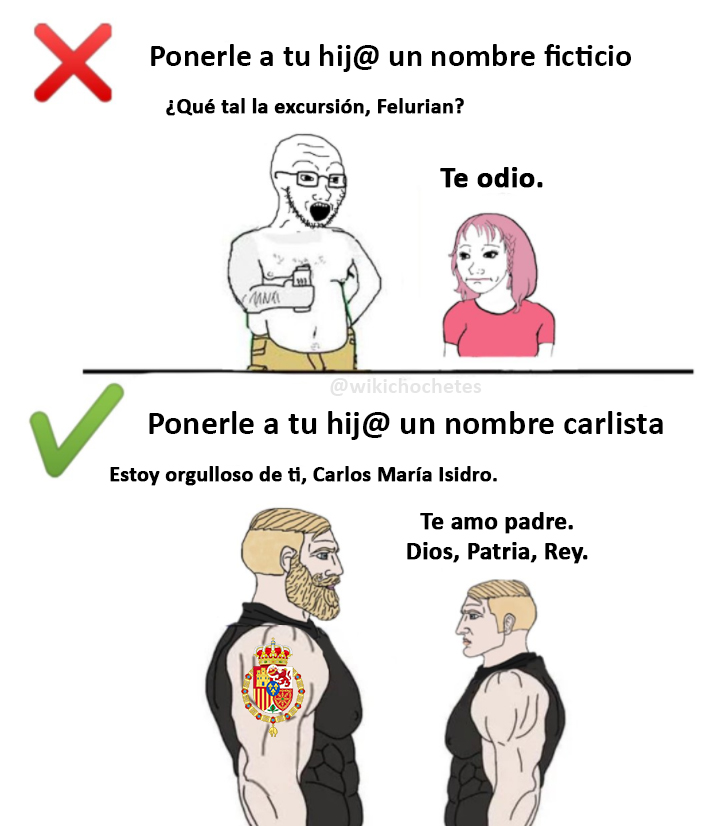 Ponerle a tu hij@ un nombre ficticio
¿Qué tal la excursión, Felurian?
Te odio.
@wikichochetes
Ponerle a tu hij@ un nombre carlista
Estoy orgulloso de ti, Carlos María Isidro.
Te amo padre.
Dios, Patria, Rey.